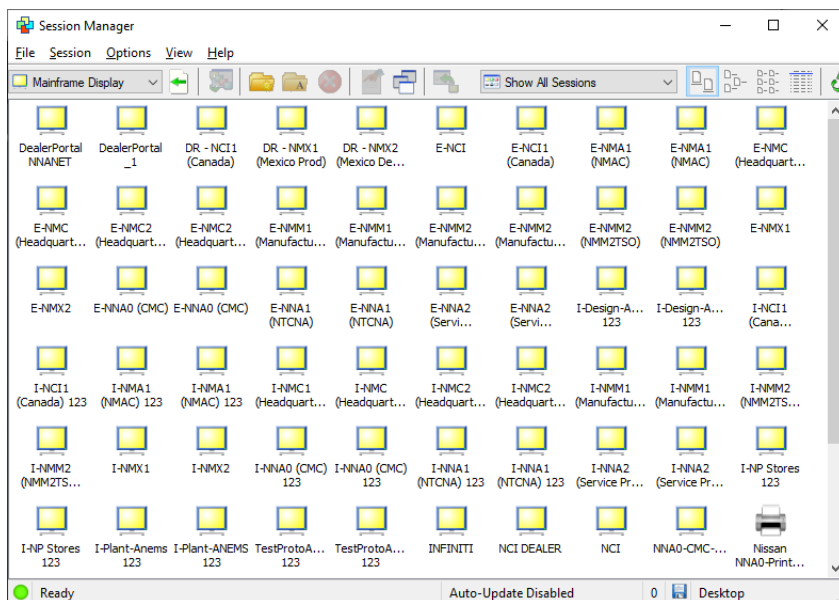 Session Manager
File Session Options View Help
Mainframe Display Show All Sessions
DealerPortal DealerPortal DR - NCI1 DR - NMX1 DR - NMX2 E-NCI E-NCI1 E-NMA1 E-NMA1 E-NMC
NNANET _1 (Canada) (Mexico Prod) (Mexico De... (Canada) (NMAC) (NMAC) (Headquart...
E-NMC E-NMC2 E-NMC2 E-NMM1 E-NMM1 E-NMM2 E-NMM2 E-NMM2 E-NMM2 E-NMX1
(Headquart... (Headquart... (Headquart... (Manufactu... (Manufactu... (Manufactu... (Manufactu... (NMM2TSO) (NMM2TSO)
E-NMX2 E-NNA0 (CMC) E-NNA0 (CMC) E-NNA1 E-NNA1 E-NNA2 E-NNA2 I-Design-A... I-Design-A... I-NCI1
(NTCNA) (NTCNA) (Servi... (Servi... 123 123 (Cana...
I-NCI1 I-NMA1 I-NMA1 I-NMC1 I-NMC I-NMC2 I-NMC2 I-NMM1 I-NMM1 I-NMM2
(Canada) 123 (NMAC) 123 (NMAC) 123 (Headquart... (Headquart... (Headquart... (Headquart... (Manufactu... (Manufactu... (NMM2TS...
I-NMM2 I-NMX1 I-NMX2 I-NNA0 (CMC) I-NNA0 (CMC) I-NNA1 I-NNA1 I-NNA2 I-NNA2 I-NP Stores
(NMM2TS... 123 123 (NTCNA) 123 (NTCNA) 123 (Service Pr... (Service Pr... 123
I-NP Stores I-Plant-Anems I-Plant-ANEMS TestProtoA... TestProtoA... INFINITI NCI DEALER NCI NNA0-CMC-... Nissan
123 123 123 123 123 NNA0-Print...
Ready Auto-Update Disabled 0 Desktop